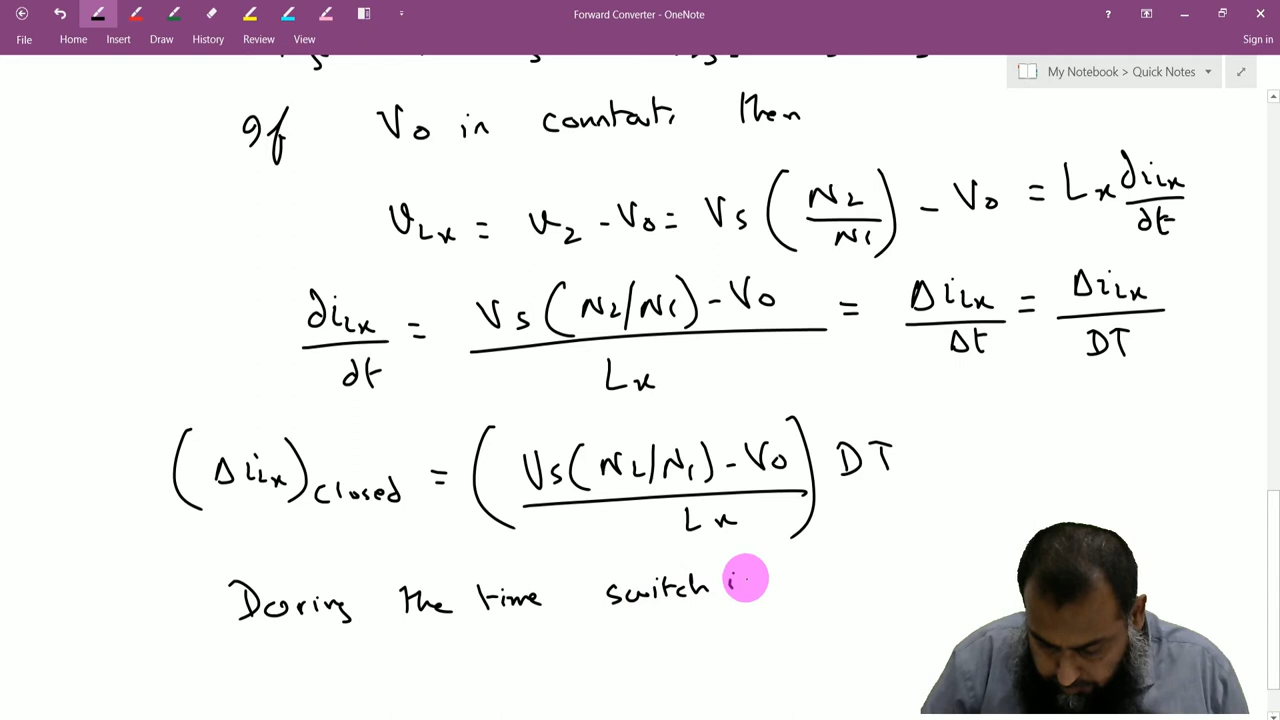 Forward Converter - OneNote
?
File Home Insert Draw History Review View
Sign in
My Notebook > Quick Notes
If Vo in constat, then
vLx = v2 - Vo = Vs (N2/N1) - Vo = Lx diLx/dt
diLx/dt = Vs(N2/N1) - Vo / Lx = ΔiLx/Δt = ΔiLx/DT
(ΔiLx)closed = (Vs(N2/N1) - Vo / Lx) DT
During the time switch i